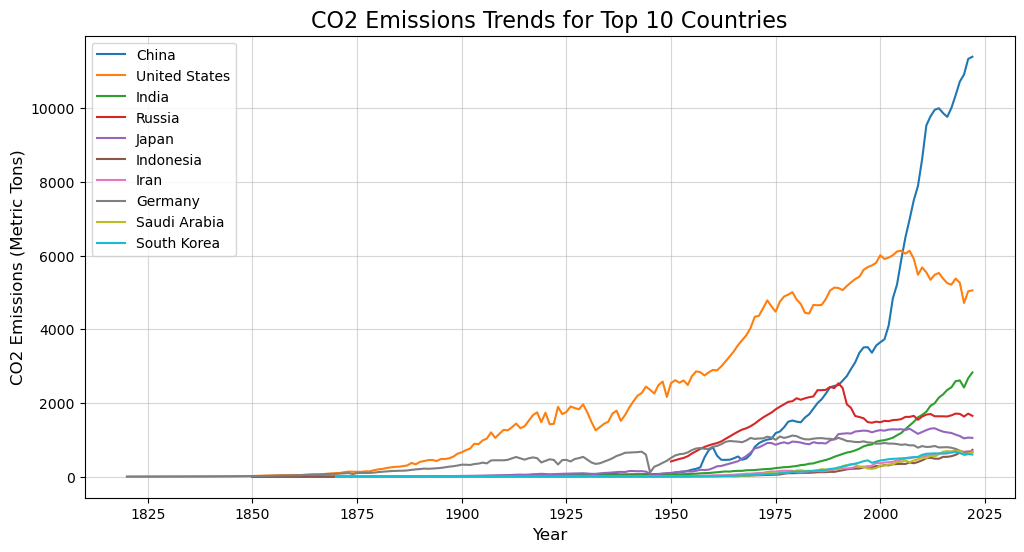 CO2 Emissions Trends for Top 10 Countries
China
United States
India
Russia
Japan
Indonesia
Iran
Germany
Saudi Arabia
South Korea
CO2 Emissions (Metric Tons)
10000
8000
6000
4000
2000
0
1825 1850 1875 1900 1925 1950 1975 2000 2025
Year